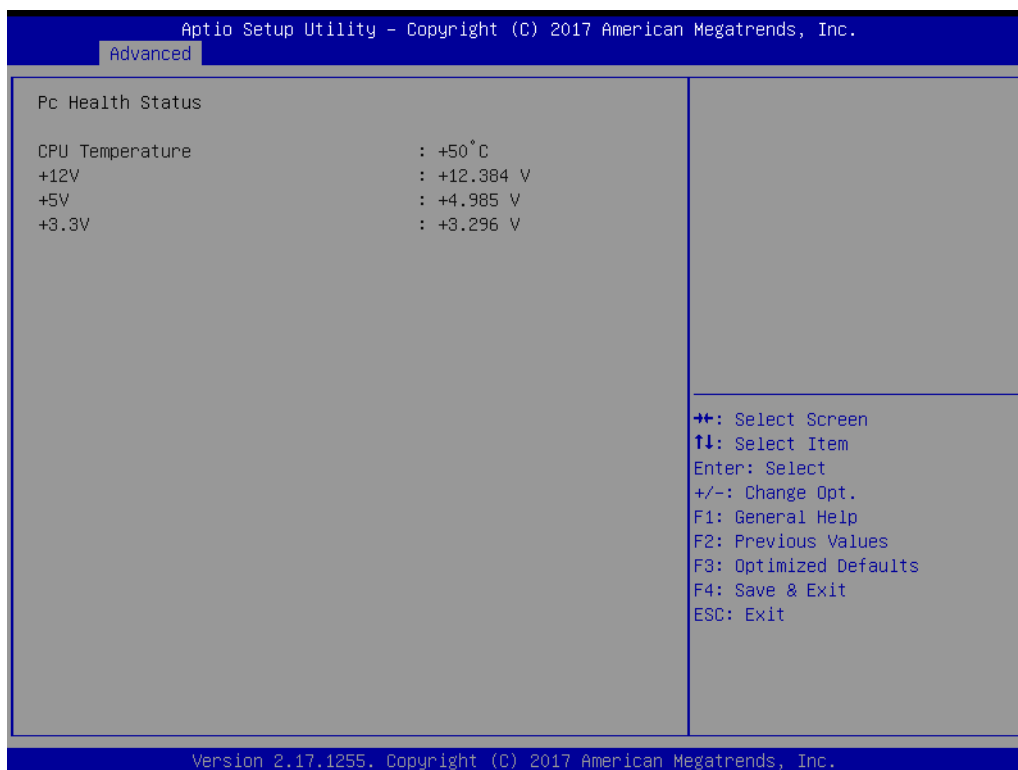 Aptio Setup Utility – Copyright (C) 2017 American Megatrends, Inc.
Advanced
Pc Health Status
CPU Temperature : +50°C
+12V : +12.384 V
+5V : +4.985 V
+3.3V : +3.296 V
→←: Select Screen
↑↓: Select Item
Enter: Select
+/-: Change Opt.
F1: General Help
F2: Previous Values
F3: Optimized Defaults
F4: Save & Exit
ESC: Exit
Version 2.17.1255. Copyright (C) 2017 American Megatrends, Inc.